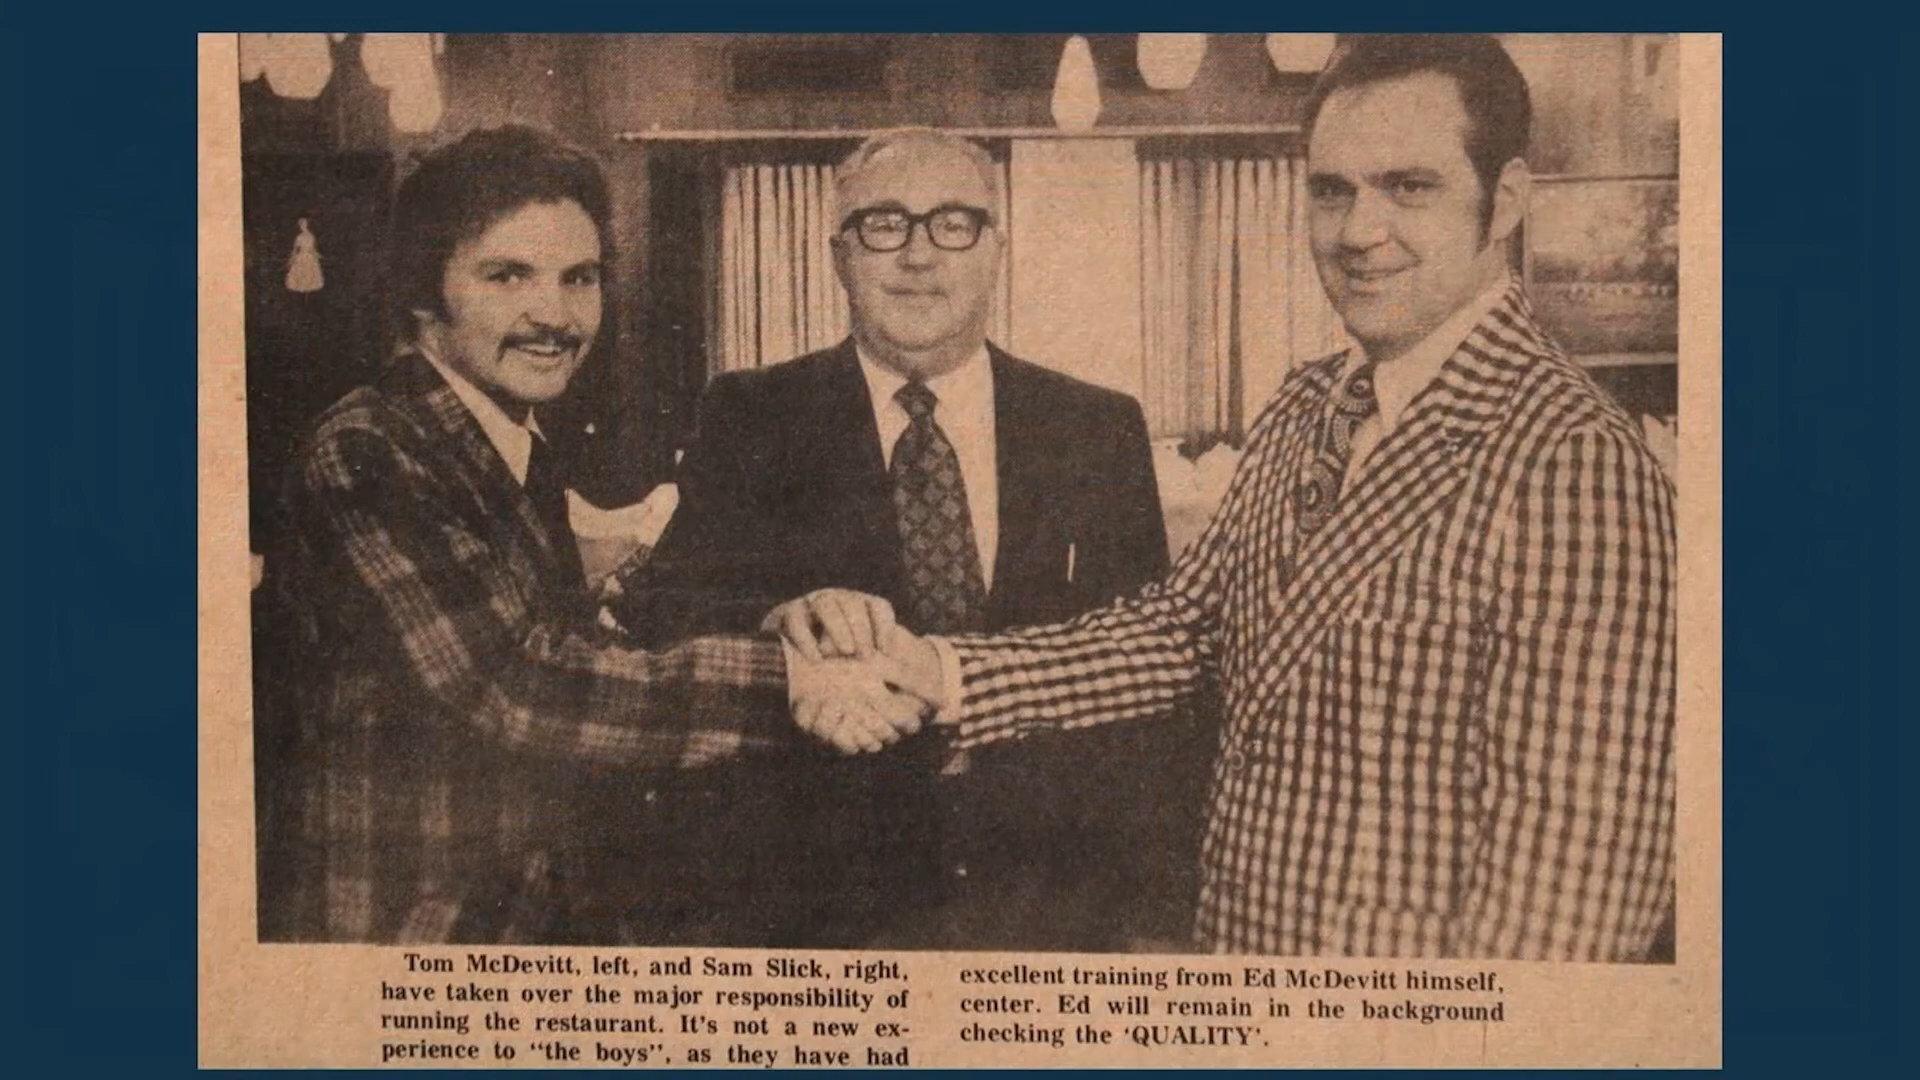 Tom McDevitt, left, and Sam Slick, right,
have taken over the major responsibility of
running the restaurant. It's not a new ex-
perience to "the boys", as they have had
excellent training from Ed McDevitt himself,
center. Ed will remain in the background
checking the 'QUALITY'.